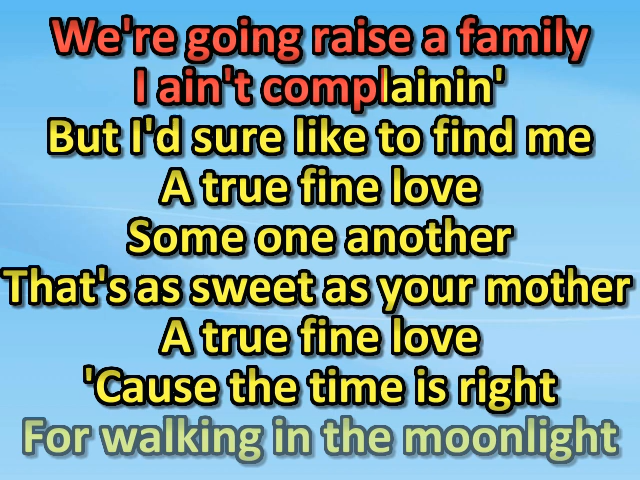 We're going raise a family
I ain't complainin'
But I'd sure like to find me
A true fine love
Some one another
That's as sweet as your mother
A true fine love
'Cause the time is right
For walking in the moonlight